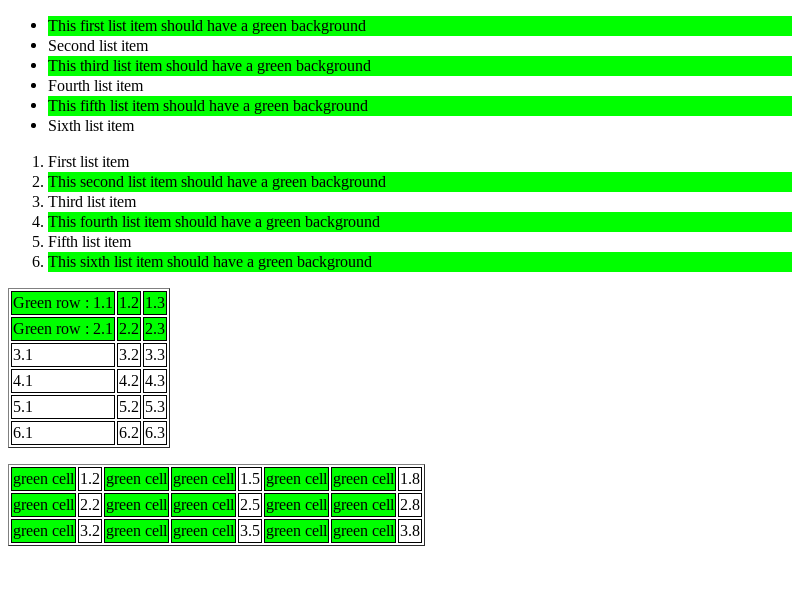 This first list item should have a green background
Second list item
This third list item should have a green background
Fourth list item
This fifth list item should have a green background
Sixth list item
1. First list item
2. This second list item should have a green background
3. Third list item
4. This fourth list item should have a green background
5. Fifth list item
6. This sixth list item should have a green background
Green row : 1.1 1.2 1.3
Green row : 2.1 2.2 2.3
3.1 3.2 3.3
4.1 4.2 4.3
5.1 5.2 5.3
6.1 6.2 6.3
green cell 1.2 green cell green cell 1.5 green cell green cell 1.8
green cell 2.2 green cell green cell 2.5 green cell green cell 2.8
green cell 3.2 green cell green cell 3.5 green cell green cell 3.8